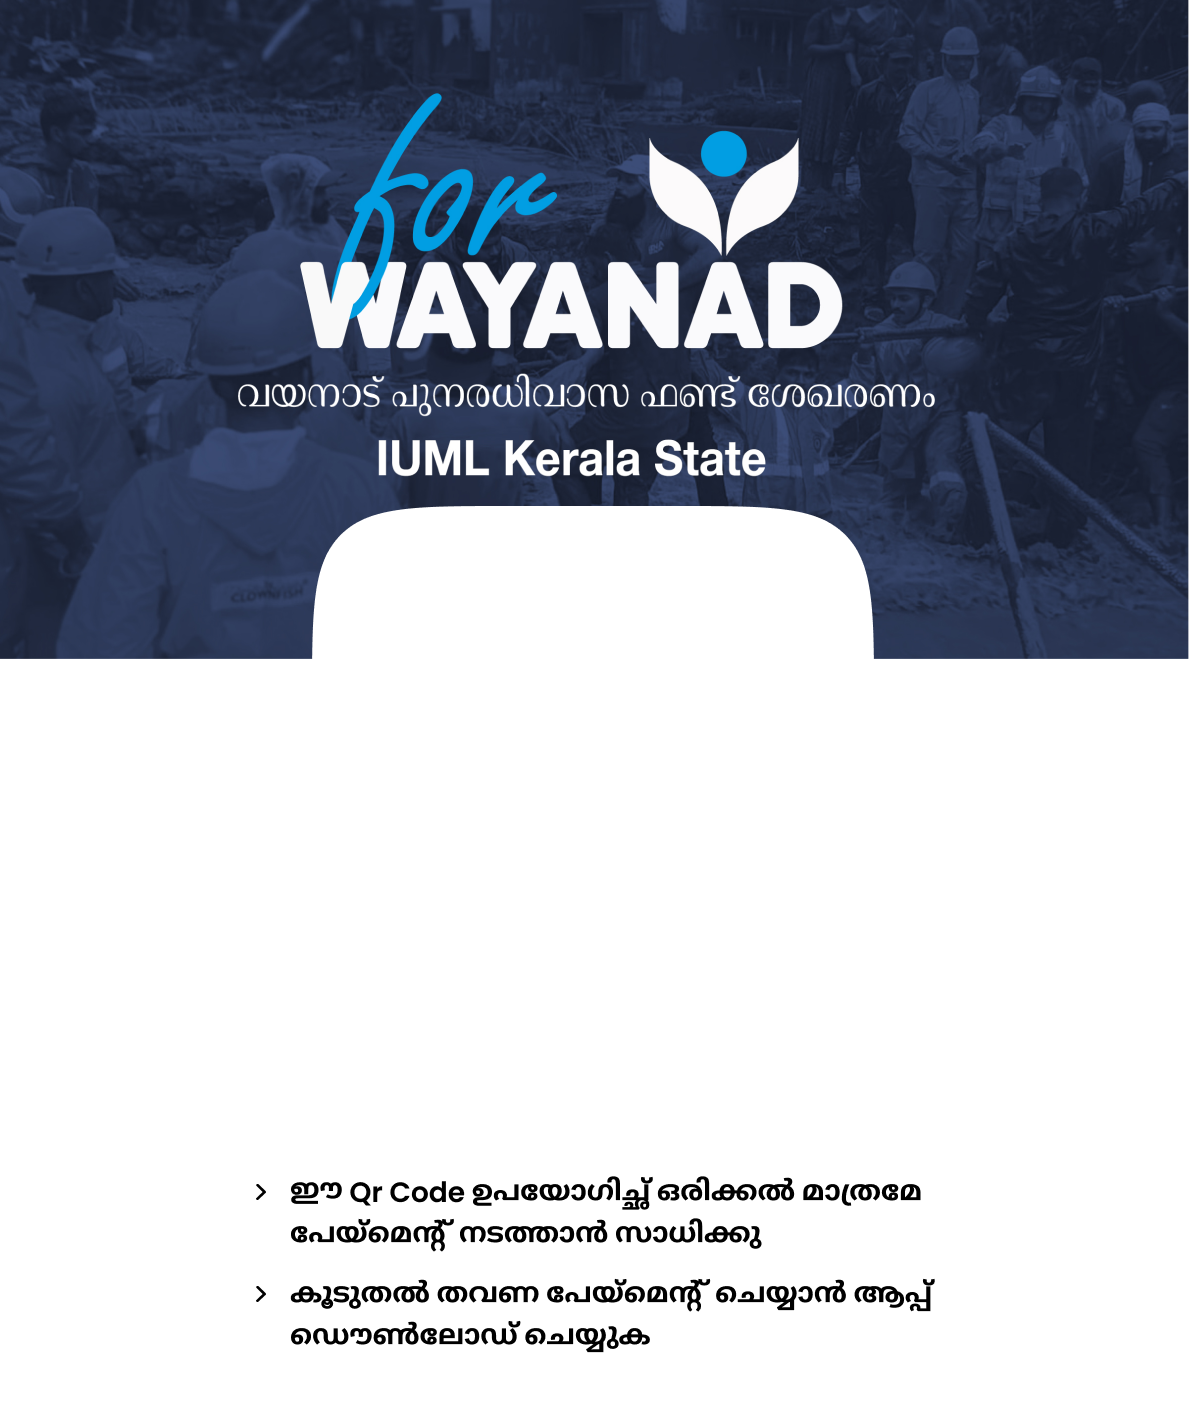 for
WAYANAD
വയനാട് പുനരധിവാസ ഫണ്ട് ശേഖരണം
IUML Kerala State
CLOWNFISH
ഈ Qr Code ഉപയോഗിച്ഛ് ഒരിക്കൽ മാത്രമേ
പേയ്മെന്റ് നടത്താൻ സാധിക്കു
കൂടുതൽ തവണ പേയ്മെന്റ് ചെയ്യാൻ ആപ്പ്
ഡൌൺലോഡ് ചെയ്യുക